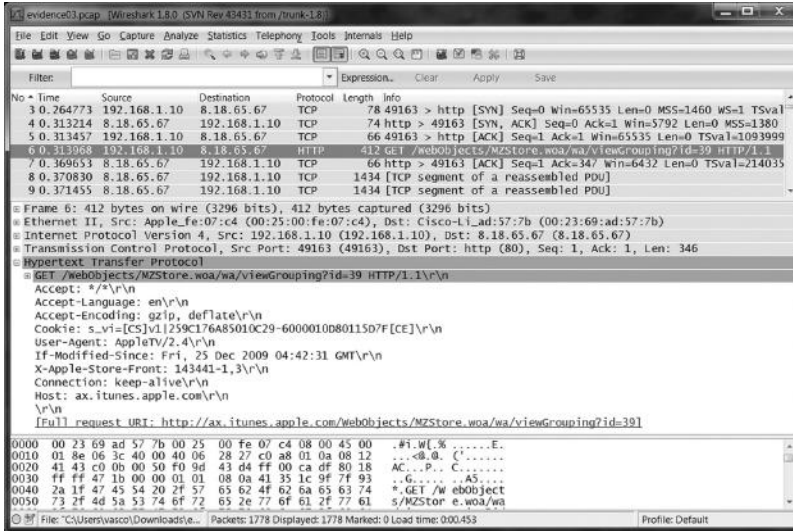 evidence03.pcap [Wireshark 1.8.0 (SVN Rev 43431 from /trunk-1.8)]
File Edit View Go Capture Analyze Statistics Telephony Tools Internals Help
Filter: Expression... Clear Apply Save
No Time Source Destination Protocol Length Info
3 0.264773 192.168.1.10 8.18.65.67 TCP 78 49163 > http [SYN] Seq=0 Win=65535 Len=0 MSS=1460 WS=1 TSval
4 0.313214 8.18.65.67 192.168.1.10 TCP 74 http > 49163 [SYN, ACK] Seq=0 Ack=1 Win=5792 Len=0 MSS=1380
5 0.313457 192.168.1.10 8.18.65.67 TCP 66 49163 > http [ACK] Seq=1 Ack=1 Win=65535 Len=0 TSval=1093999
6 0.313968 192.168.1.10 8.18.65.67 HTTP 412 GET /WebObjects/MZStore.woa/wa/viewGrouping?id=39 HTTP/1.1
7 0.369653 8.18.65.67 192.168.1.10 TCP 66 http > 49163 [ACK] Seq=1 Ack=347 Win=6432 Len=0 TSval=214035
8 0.370830 8.18.65.67 192.168.1.10 TCP 1434 [TCP segment of a reassembled PDU]
9 0.371455 8.18.65.67 192.168.1.10 TCP 1434 [TCP segment of a reassembled PDU]
Frame 6: 412 bytes on wire (3296 bits), 412 bytes captured (3296 bits)
Ethernet II, Src: Apple_fe:07:c4 (00:25:00:fe:07:c4), Dst: Cisco-Li_ad:57:7b (00:23:69:ad:57:7b)
Internet Protocol Version 4, Src: 192.168.1.10 (192.168.1.10), Dst: 8.18.65.67 (8.18.65.67)
Transmission Control Protocol, Src Port: 49163 (49163), Dst Port: http (80), Seq: 1, Ack: 1, Len: 346
Hypertext Transfer Protocol
GET /WebObjects/MZStore.woa/wa/viewGrouping?id=39 HTTP/1.1\r\n
Accept: */*\r\n
Accept-Language: en\r\n
Accept-Encoding: gzip, deflate\r\n
Cookie: s_vi=[CS]v1|259C176A85010C29-6000010D80115D7F[CE]\r\n
User-Agent: AppleTV/2.4\r\n
If-Modified-Since: Fri, 25 Dec 2009 04:42:31 GMT\r\n
X-Apple-Store-Front: 143441-1,3\r\n
Connection: keep-alive\r\n
Host: ax.itunes.apple.com\r\n
\r\n
[Full request URI: http://ax.itunes.apple.com/WebObjects/MZStore.woa/wa/viewGrouping?id=39]
0000 00 23 69 ad 57 7b 00 25 00 fe 07 c4 08 00 45 00 .#i.W{.% ......E.
0010 01 8e 06 3c 40 00 40 06 28 27 c0 a8 01 0a 08 12 ...<@.@. ('......
0020 41 43 c0 0b 00 50 f0 9d 43 d4 ff 00 ca df 80 18 AC...P.. C.......
0030 ff ff 47 1b 00 00 01 01 08 0a 41 35 1c 9f 7f 93 ..G..... ..A5....
0040 2a 1f 47 45 54 20 2f 57 65 62 4f 62 6a 65 63 74 *.GET /W ebObject
0050 73 2f 4d 5a 53 74 6f 72 65 2e 77 6f 61 2f 77 61 s/MZStor e.woa/wa
File: "C:\Users\vasco\Downloads\e... Packets: 1778 Displayed: 1778 Marked: 0 Load time: 0:00.453 Profile: Default